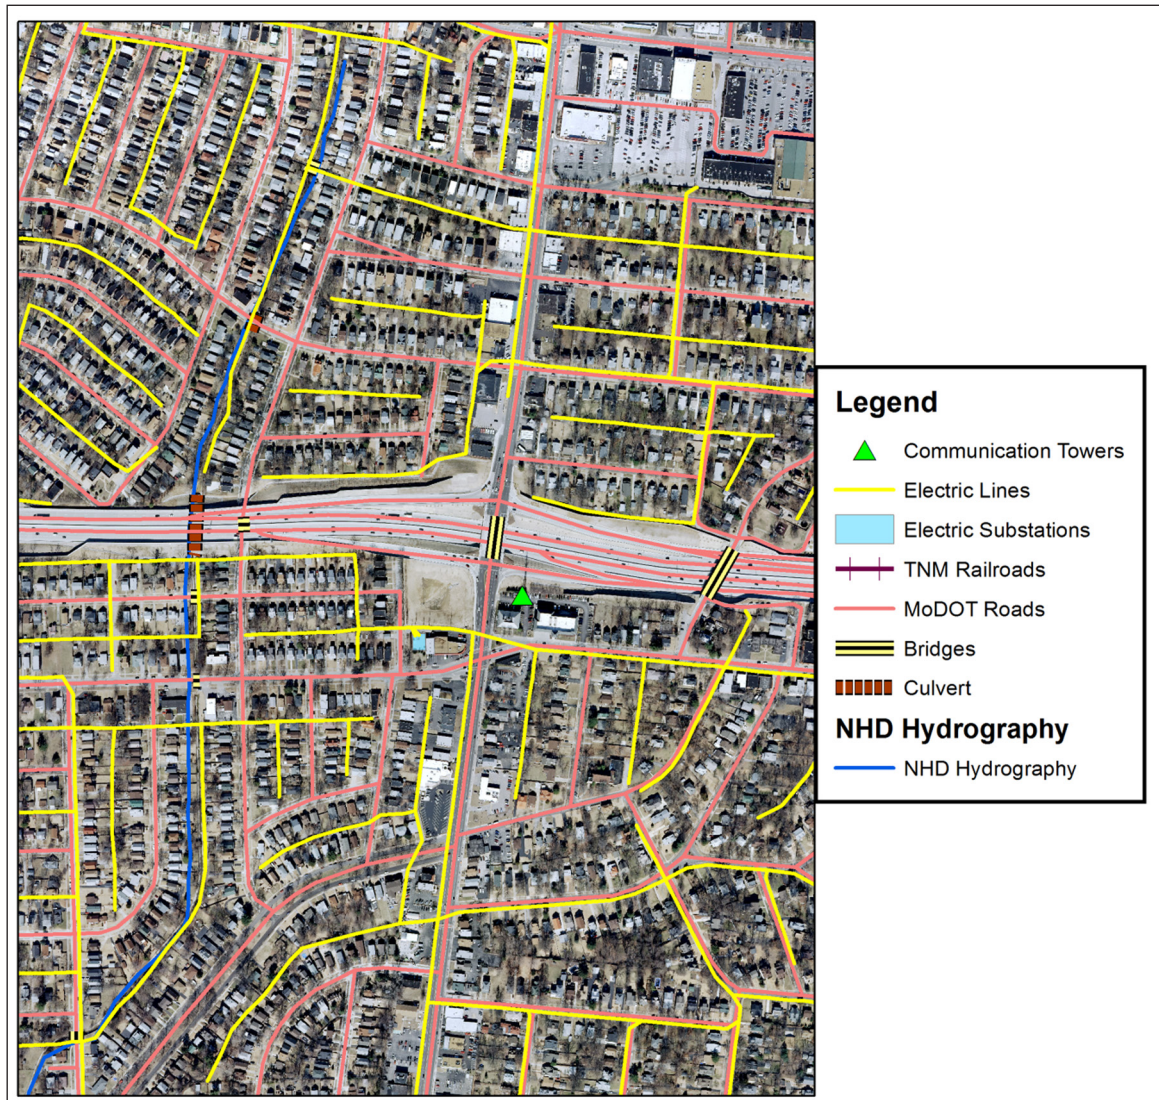 Legend
Communication Towers
Electric Lines
Electric Substations
TNM Railroads
MoDOT Roads
Bridges
Culvert
NHD Hydrography
NHD Hydrography